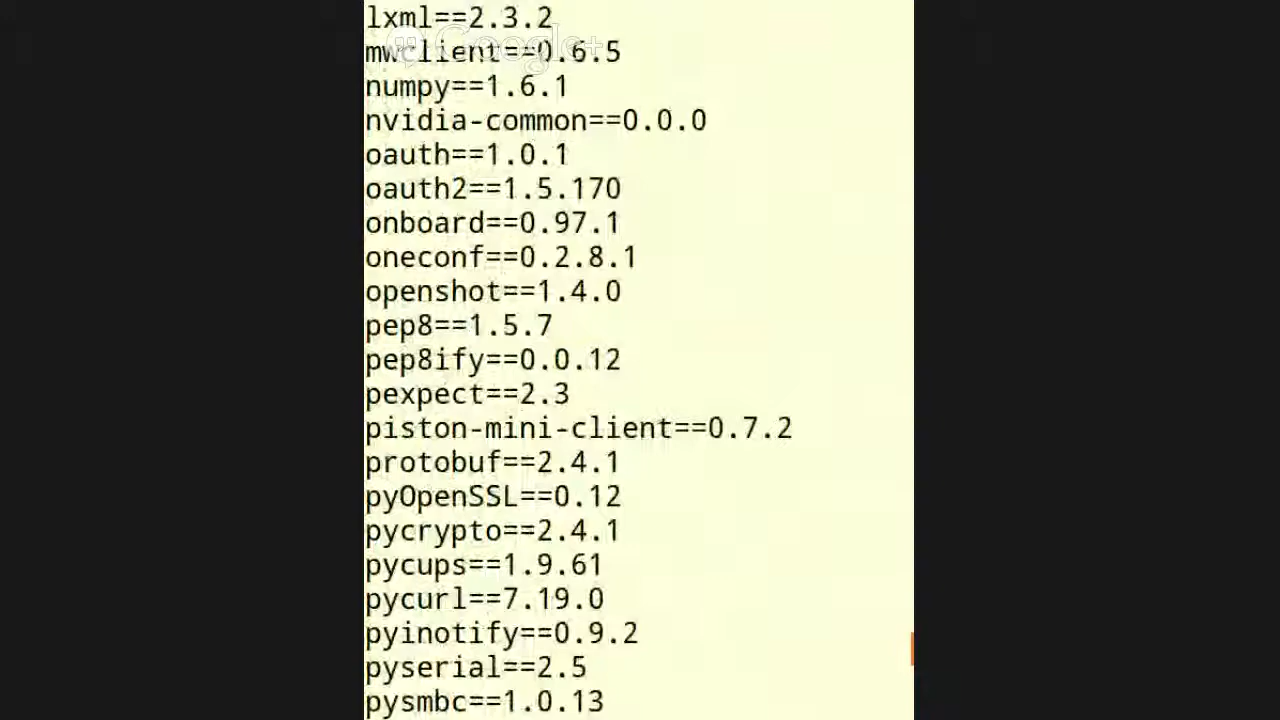 lxml==2.3.2
Google+
mwclient==0.6.5
numpy==1.6.1
nvidia-common==0.0.0
oauth==1.0.1
oauth2==1.5.170
onboard==0.97.1
oneconf==0.2.8.1
openshot==1.4.0
pep8==1.5.7
pep8ify==0.0.12
pexpect==2.3
piston-mini-client==0.7.2
protobuf==2.4.1
pyOpenSSL==0.12
pycrypto==2.4.1
pycups==1.9.61
pycurl==7.19.0
pyinotify==0.9.2
pyserial==2.5
pysmbc==1.0.13